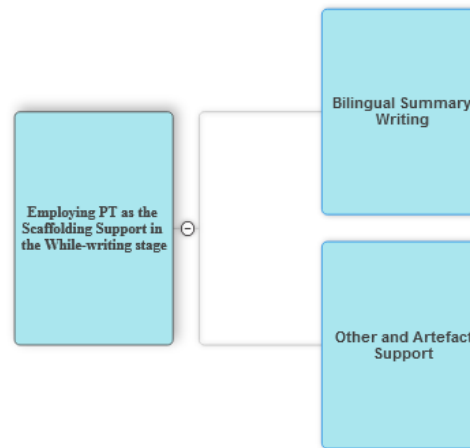 Employing PT as the
Scaffolding Support in
the While-writing stage
Bilingual Summary
Writing
Other and Artefact
Support